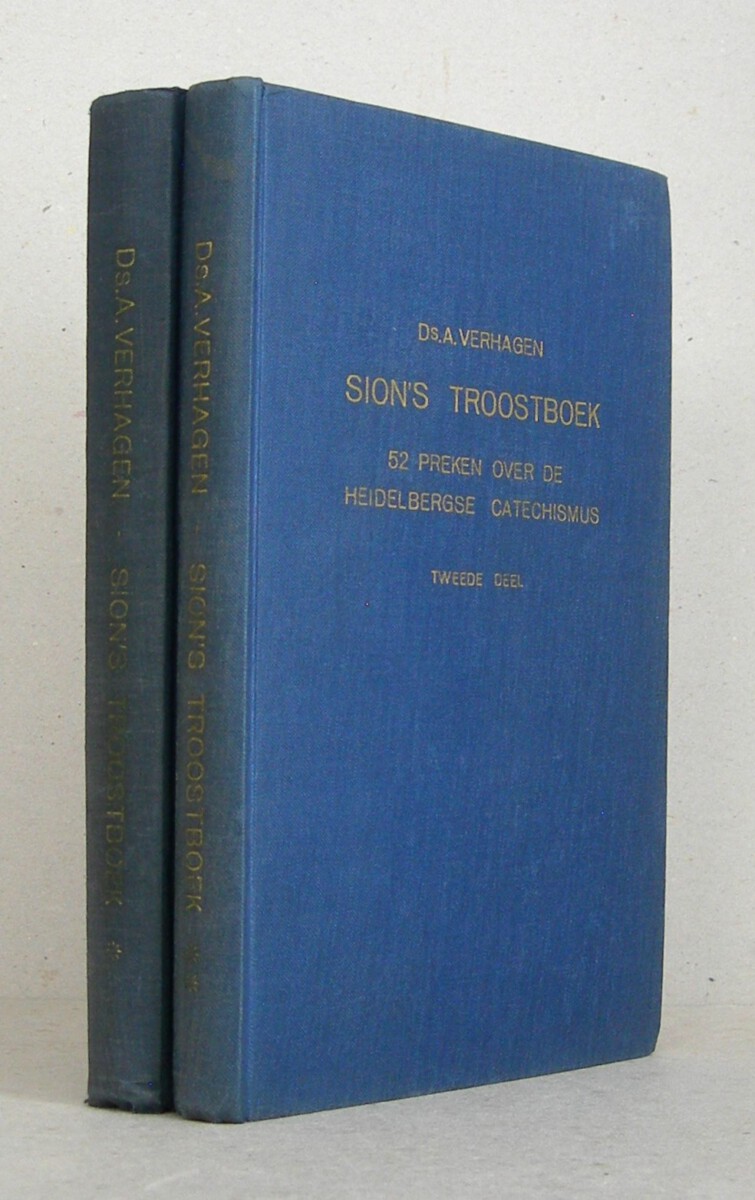 Ds. A. VERHAGEN - SION'S TROOSTBOEK *
Ds. A. VERHAGEN - SION'S TROOSTBOEK **
Ds. A. VERHAGEN
SION'S TROOSTBOEK
52 PREKEN OVER DE
HEIDELBERGSE CATECHISMUS
TWEEDE DEEL